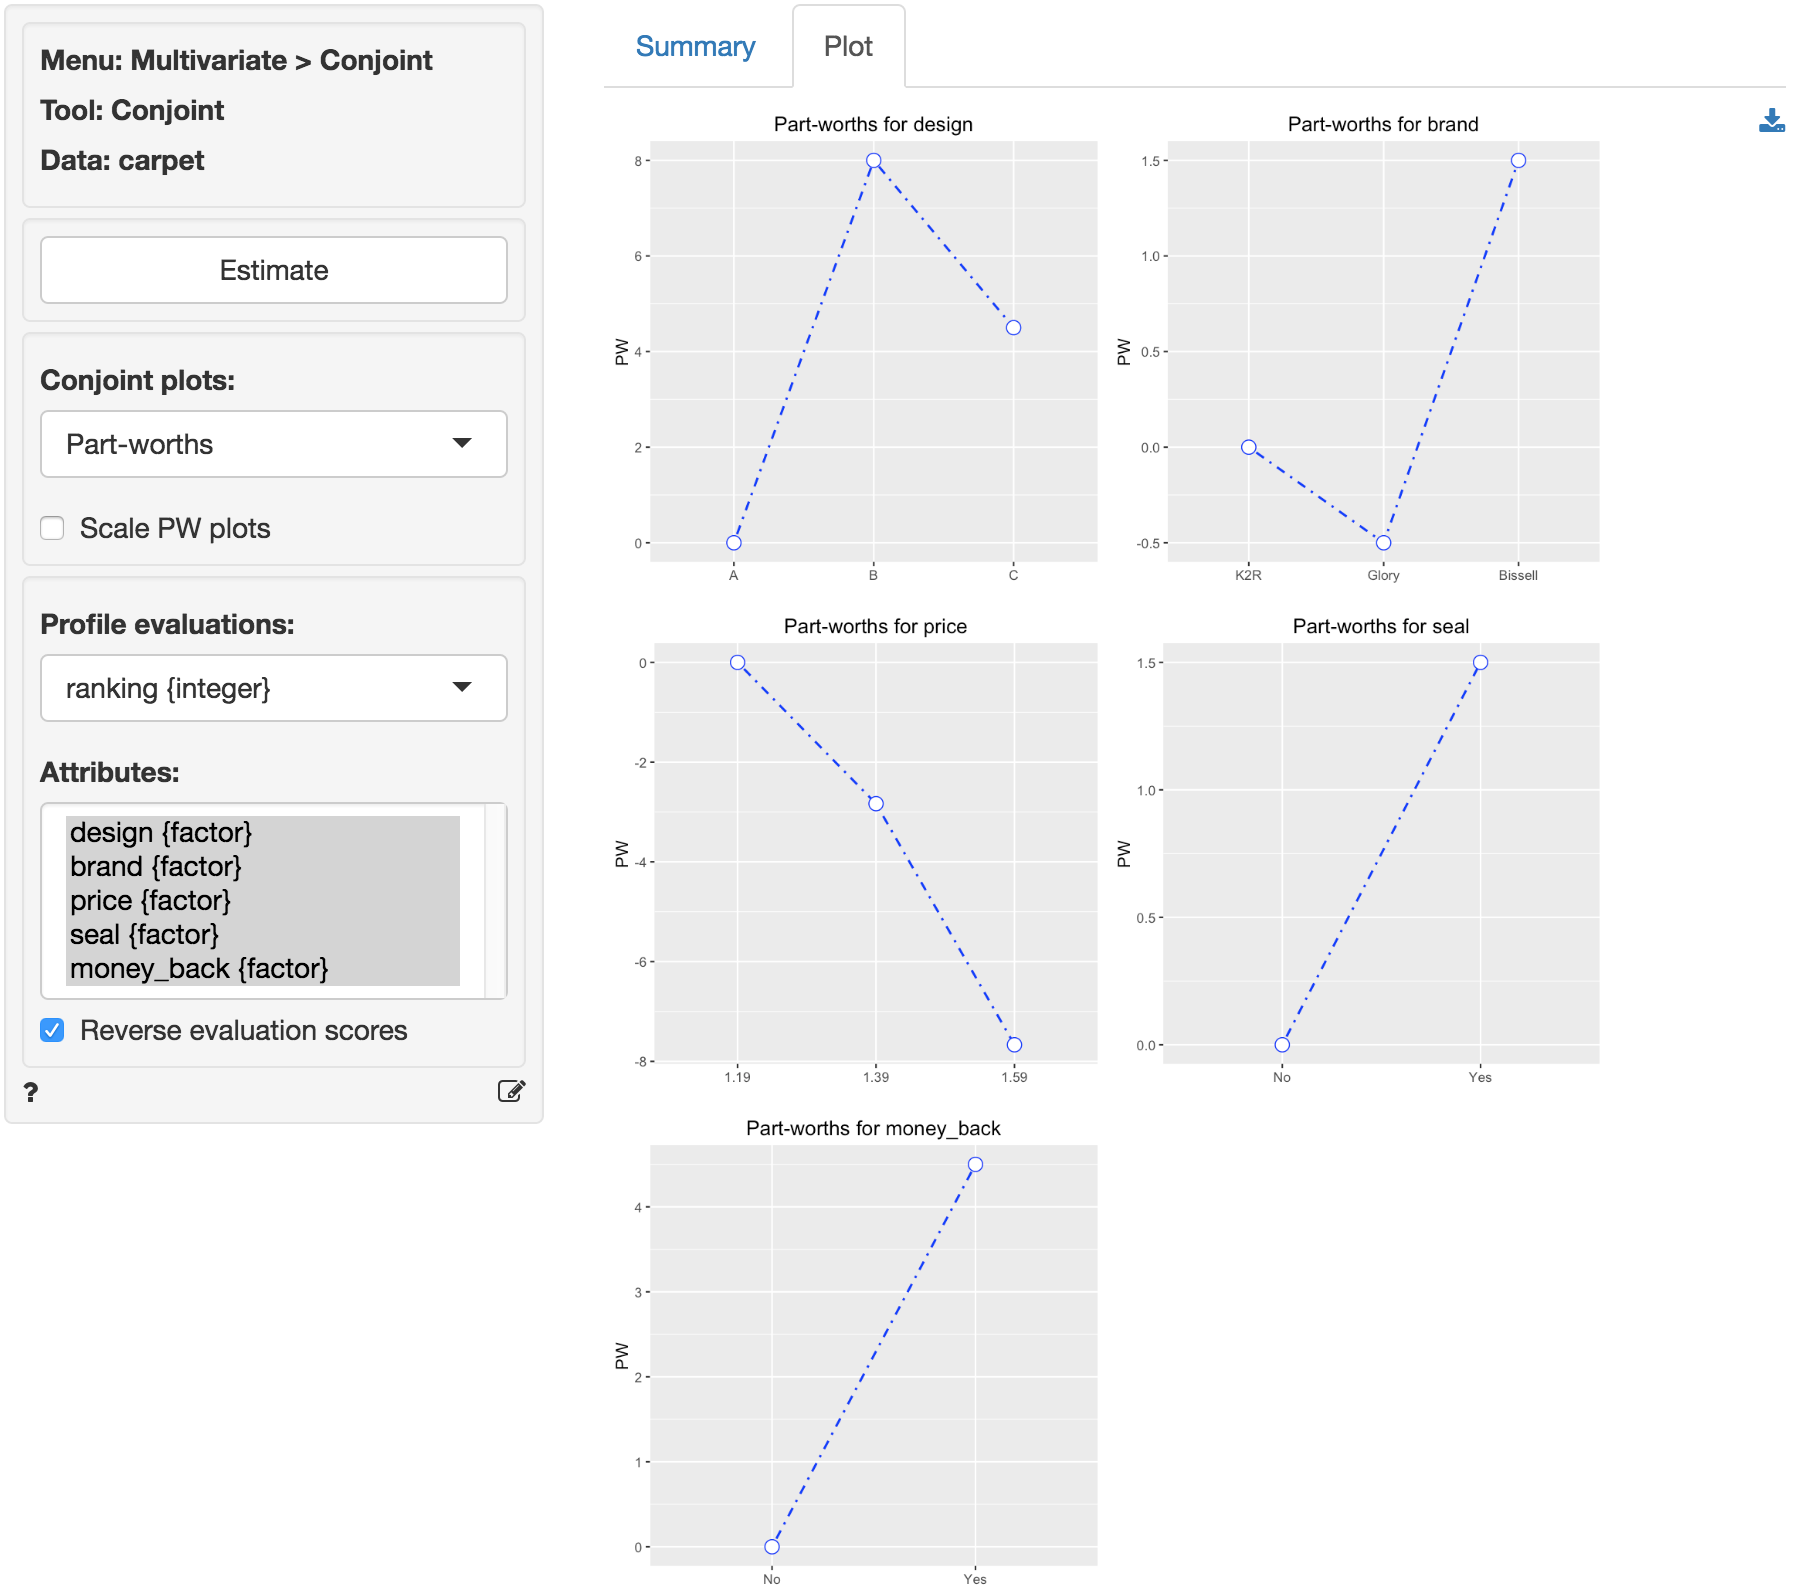 Menu: Multivariate > Conjoint
Tool: Conjoint
Data: carpet
Estimate
Conjoint plots:
Part-worths
Scale PW plots
Profile evaluations:
ranking {integer}
Attributes:
design {factor}
brand {factor}
price {factor}
seal {factor}
money_back {factor}
Reverse evaluation scores
?
Summary
Plot
Part-worths for design
8
6
4
2
0
PW
A B C
Part-worths for brand
1.5
1.0
0.5
0.0
-0.5
PW
K2R Glory Bissell
Part-worths for price
0
-2
-4
-6
-8
PW
1.19 1.39 1.59
Part-worths for seal
1.5
1.0
0.5
0.0
PW
No Yes
Part-worths for money_back
4
3
2
1
0
PW
No Yes